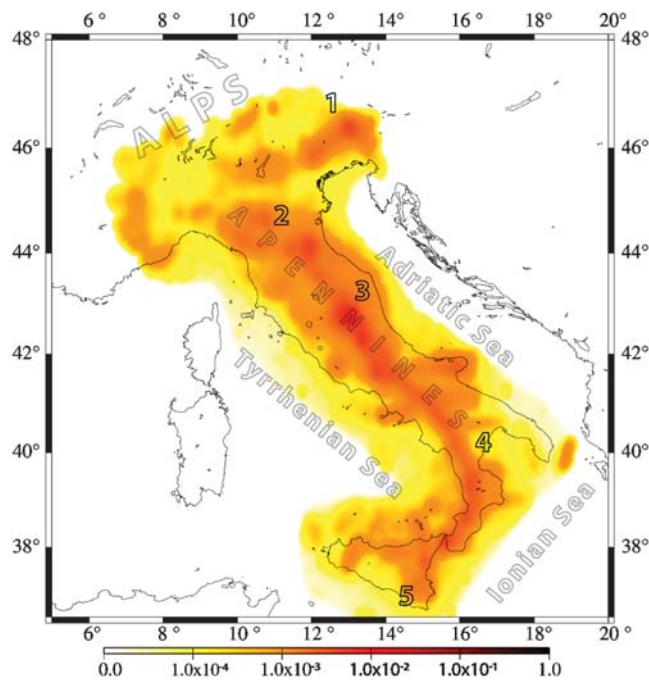 6 ° 8 ° 10 ° 12 ° 14 ° 16 ° 18 ° 20 °
48° 48°
ALPS
1
46° 46°
2
44° 44°
APENNINES
3
Adriatic Sea
42° 42°
Tyrrhenian Sea
4
40° 40°
Ionian Sea
38° 38°
5
6 ° 8 ° 10 ° 12 ° 14 ° 16 ° 18 ° 20 °
0.0 1.0x10-4 1.0x10-3 1.0x10-2 1.0x10-1 1.0